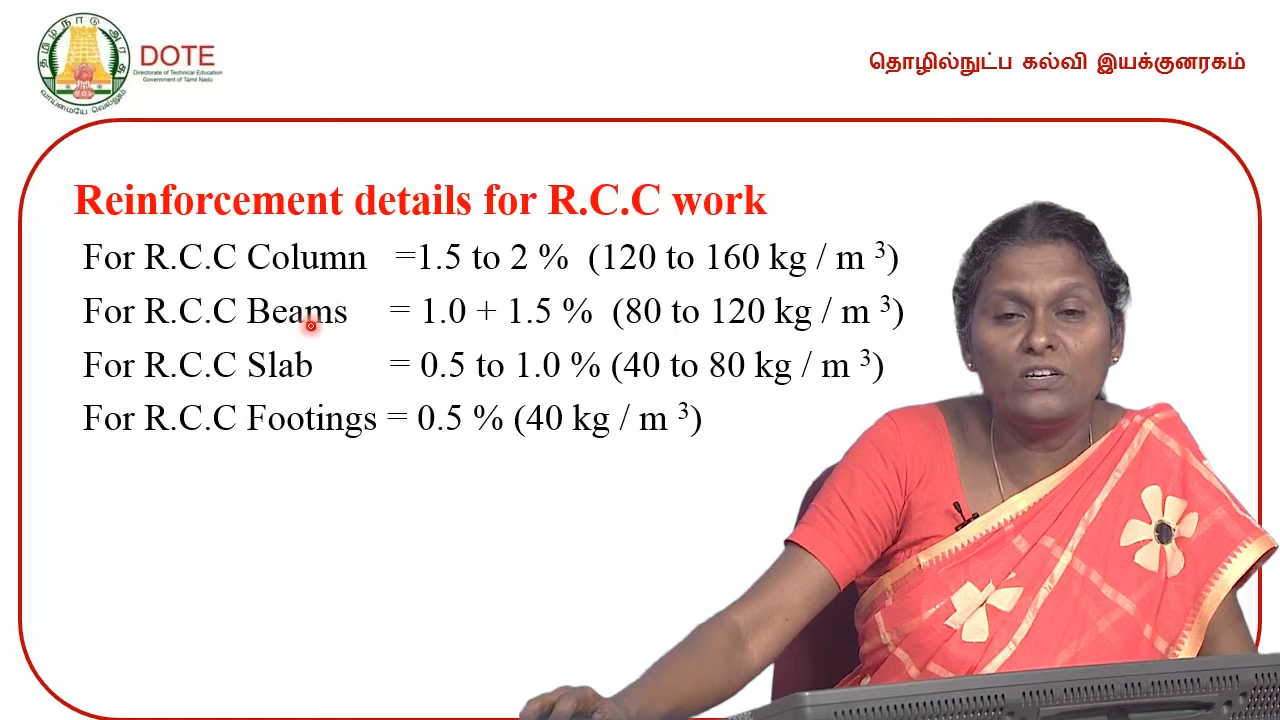 தமிழ்நாடு அரசு
வாய்மையே வெல்லும்
DOTE
Directorate of Technical Education
Government of Tamil Nadu
தொழில்நுட்ப கல்வி இயக்குனரகம்
Reinforcement details for R.C.C work
For R.C.C Column =1.5 to 2 % (120 to 160 kg / m ³)
For R.C.C Beams = 1.0 + 1.5 % (80 to 120 kg / m ³)
For R.C.C Slab = 0.5 to 1.0 % (40 to 80 kg / m ³)
For R.C.C Footings = 0.5 % (40 kg / m ³)